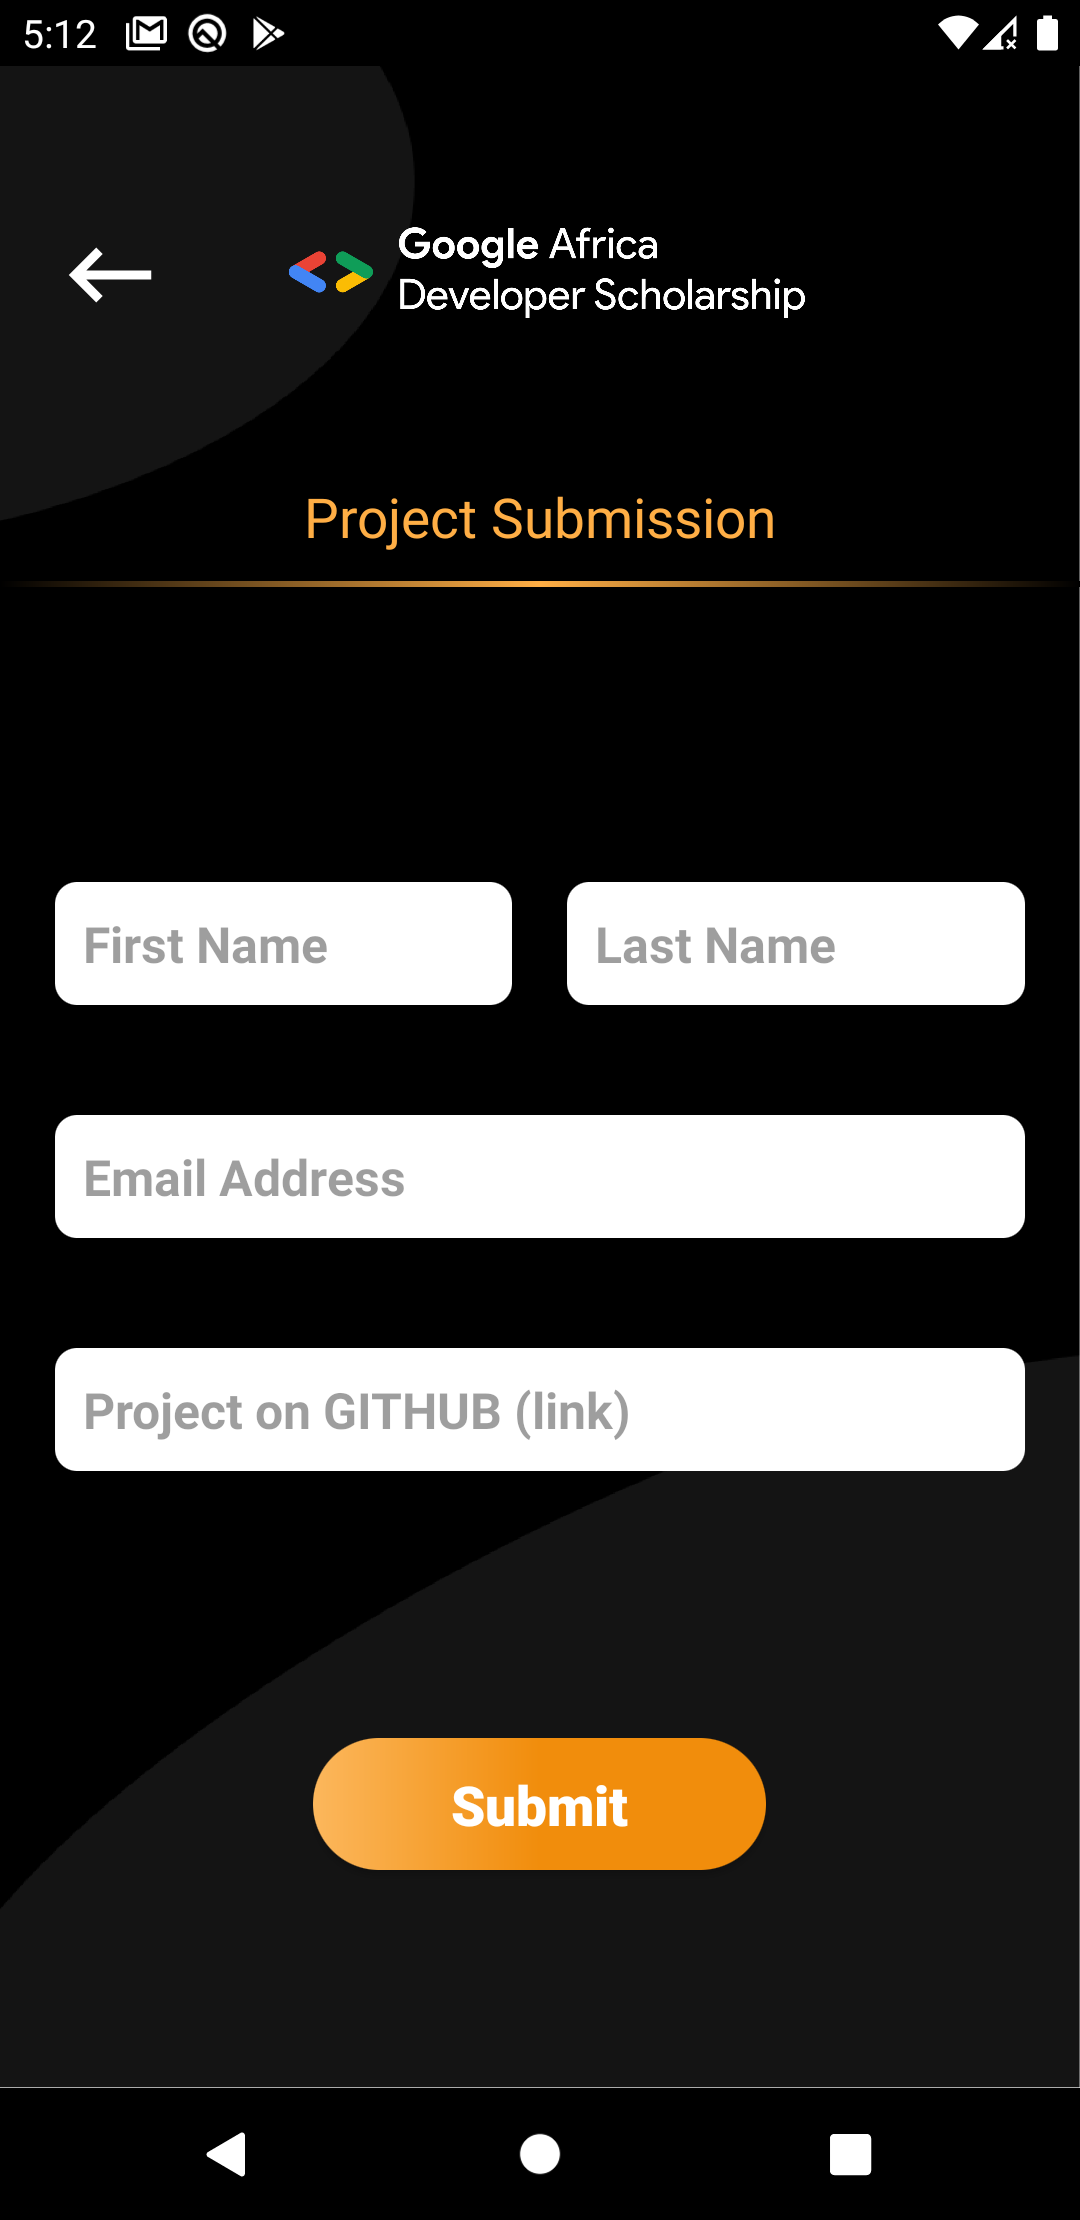 5:12
Google Africa
Developer Scholarship
Project Submission
First Name
Last Name
Email Address
Project on GITHUB (link)
Submit